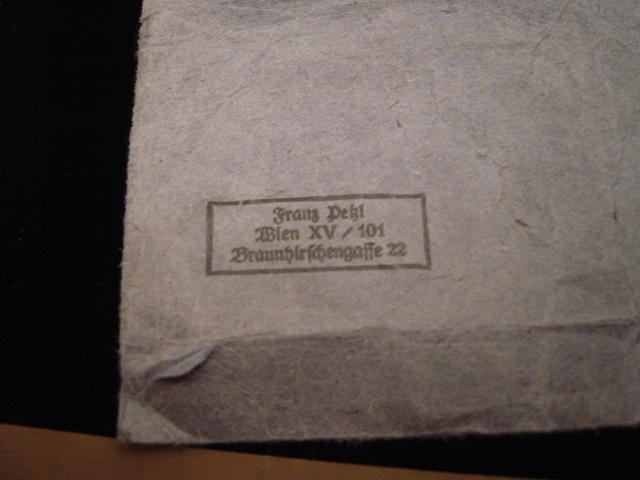 Franz Petzl
Wien XV / 101
Braunhirschengasse 22